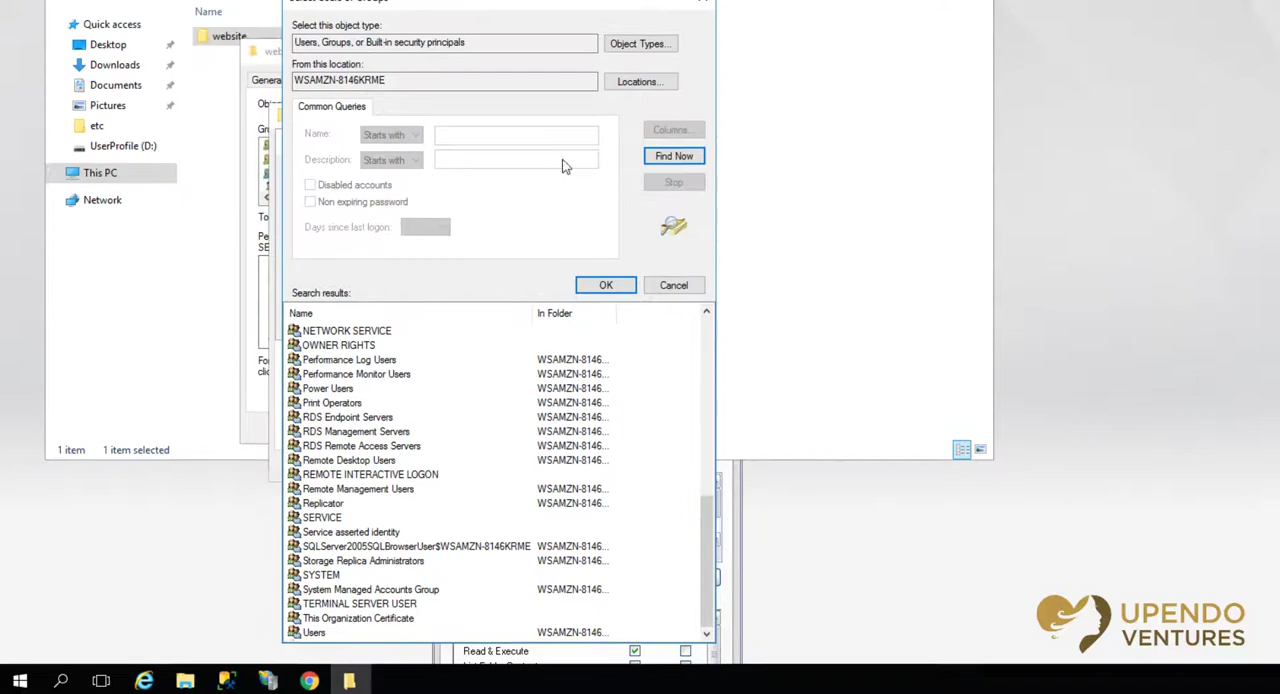 Name
Quick access
website
Desktop
Downloads
Documents
Pictures
etc
UserProfile (D:)
This PC
Network
1 item
1 item selected
Select this object type:
Users, Groups, or Built-in security principals
Object Types...
From this location:
WSAMZN-8146KRME
Locations...
Common Queries
Name:
Starts with
Columns...
Description:
Starts with
Find Now
Disabled accounts
Stop
Non expiring password
Days since last logon:
OK
Cancel
Search results:
Name
In Folder
NETWORK SERVICE
OWNER RIGHTS
Performance Log Users WSAMZN-8146...
Performance Monitor Users WSAMZN-8146...
Power Users WSAMZN-8146...
Print Operators WSAMZN-8146...
RDS Endpoint Servers WSAMZN-8146...
RDS Management Servers WSAMZN-8146...
RDS Remote Access Servers WSAMZN-8146...
Remote Desktop Users WSAMZN-8146...
REMOTE INTERACTIVE LOGON
Remote Management Users WSAMZN-8146...
Replicator WSAMZN-8146...
SERVICE
Service asserted identity
SQLServer2005SQLBrowserUser$WSAMZN-8146KRME WSAMZN-8146...
Storage Replica Administrators WSAMZN-8146...
SYSTEM
System Managed Accounts Group WSAMZN-8146...
TERMINAL SERVER USER
This Organization Certificate
Users WSAMZN-8146...
Read & Execute
UPENDO
VENTURES